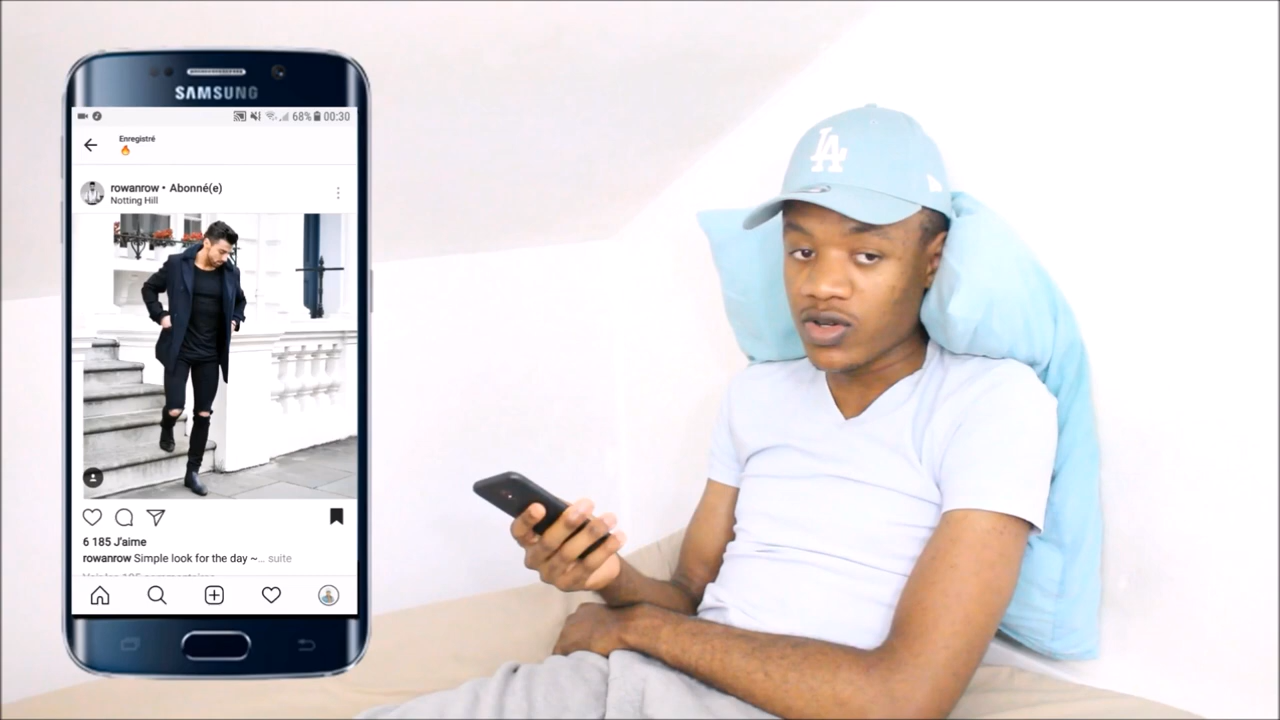 SAMSUNG
68% 00:30
Enregistré
rowanrow • Abonné(e)
Notting Hill
6 185 J'aime
rowanrow Simple look for the day ~... suite
LA